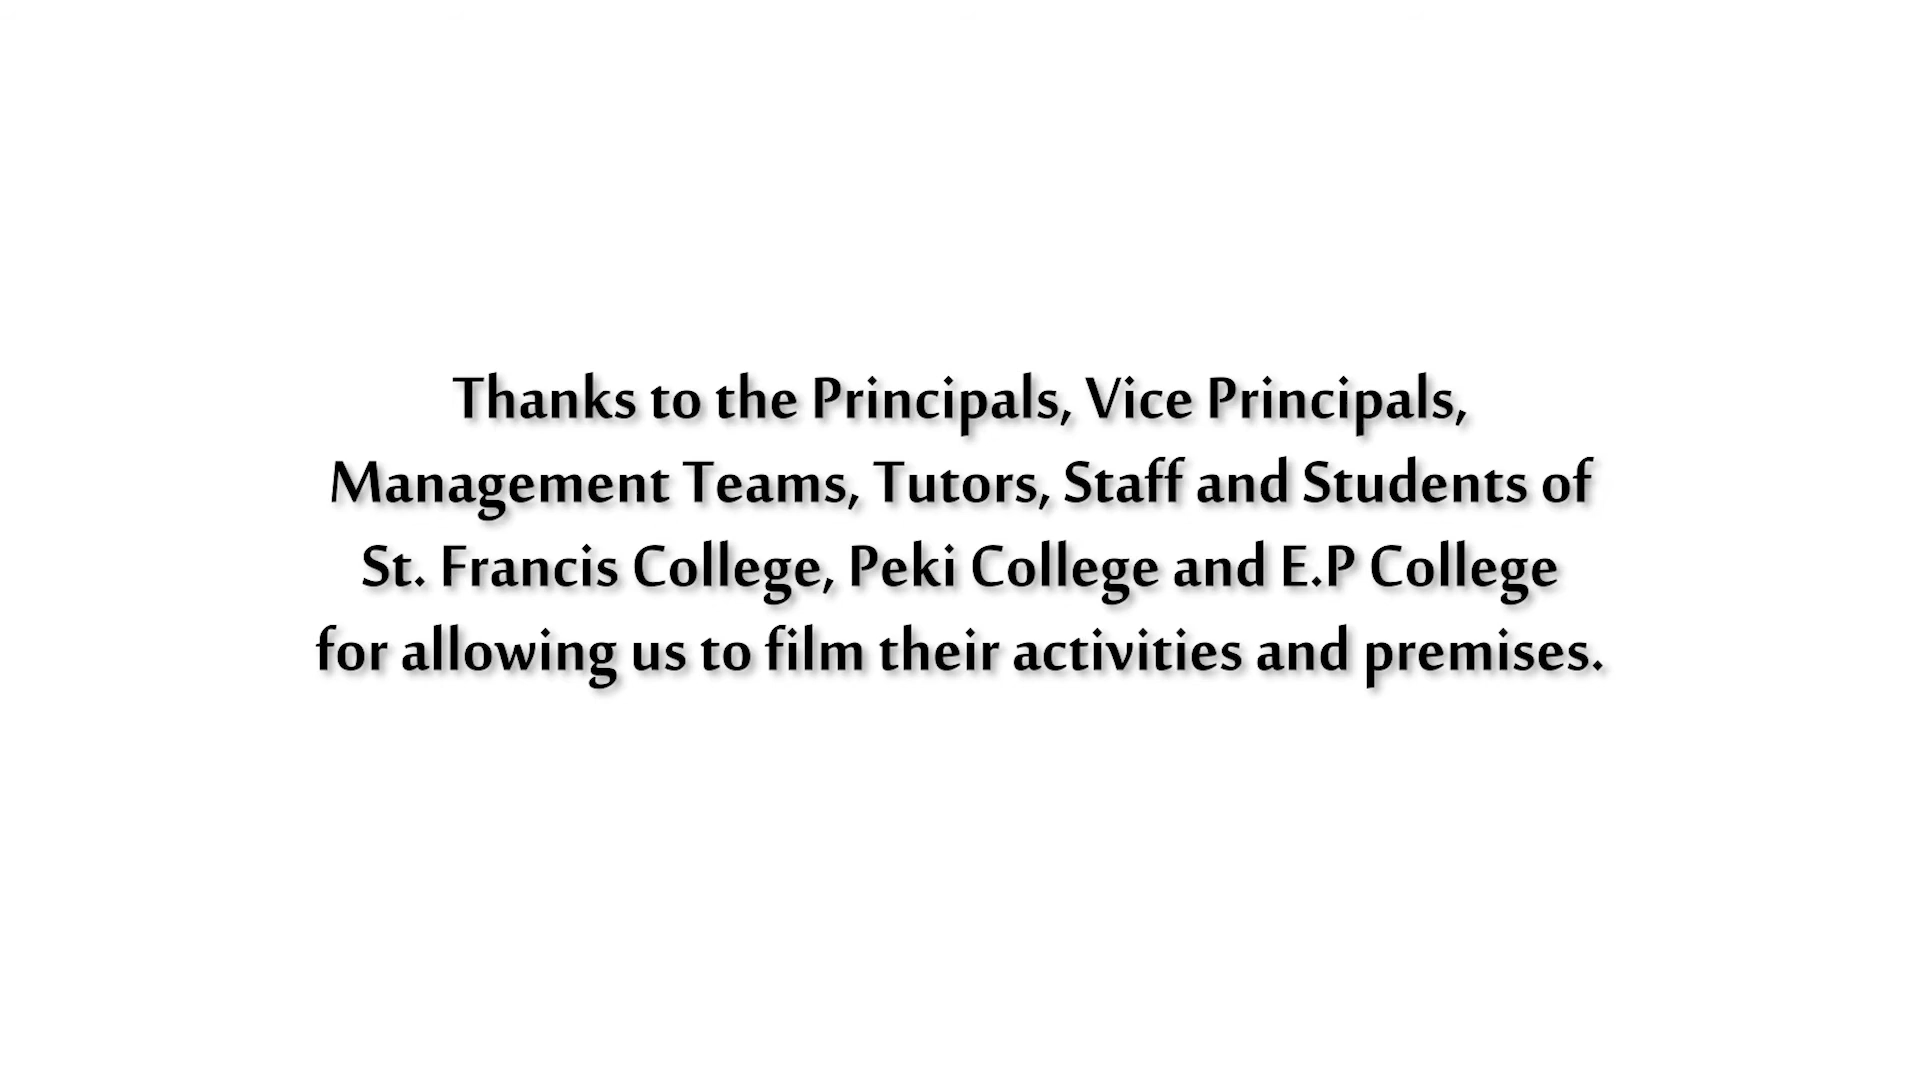 Thanks to the Principals, Vice Principals,
Management Teams, Tutors, Staff and Students of
St. Francis College, Peki College and E.P College
for allowing us to film their activities and premises.